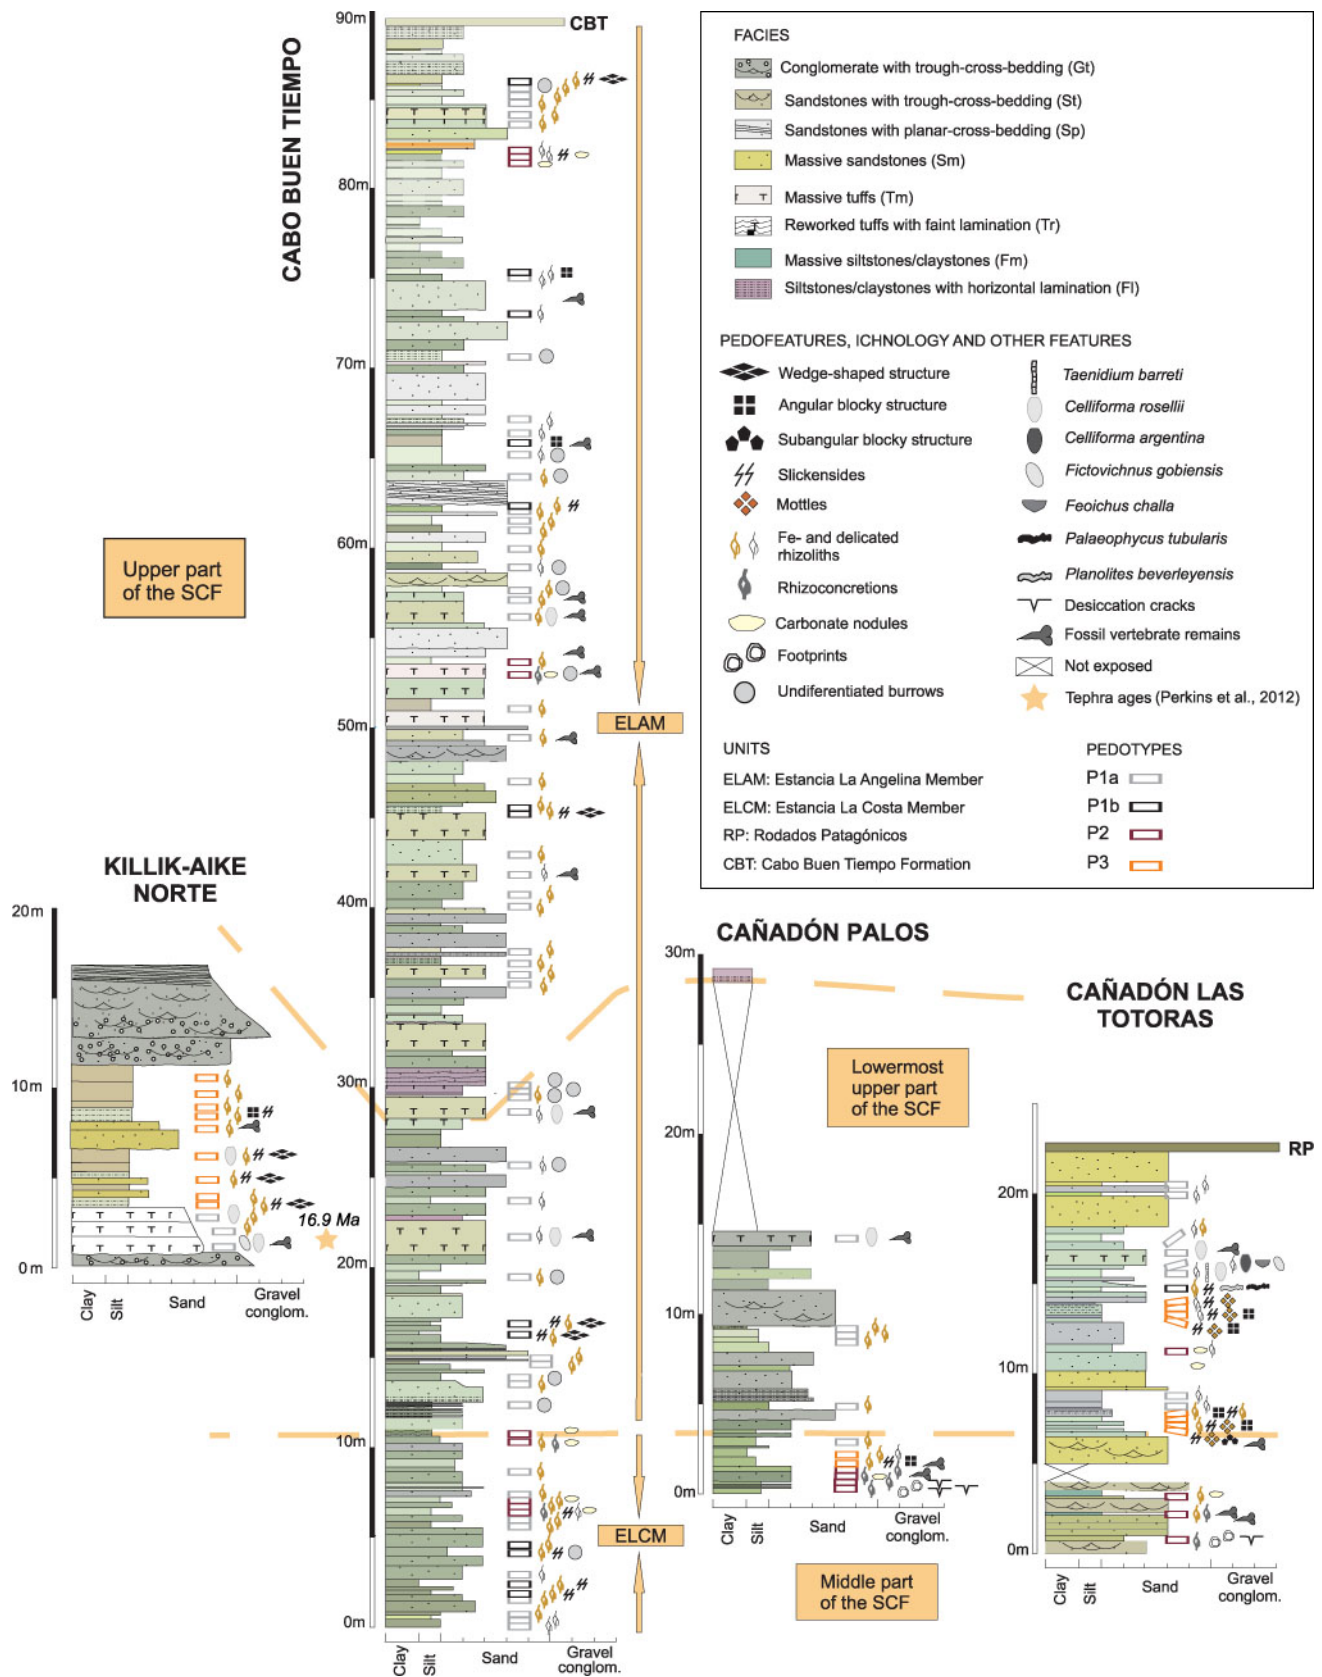 CABO BUEN TIEMPO
90m
80m
70m
60m
50m
40m
30m
20m
10m
0m
CBT
ELAM
ELCM
Clay
Silt
Sand
Gravel
conglom.
Upper part
of the SCF
KILLIK-AIKE
NORTE
20m
10m
0m
16.9 Ma
Clay
Silt
Sand
Gravel
conglom.
FACIES
Conglomerate with trough-cross-bedding (Gt)
Sandstones with trough-cross-bedding (St)
Sandstones with planar-cross-bedding (Sp)
Massive sandstones (Sm)
Massive tuffs (Tm)
Reworked tuffs with faint lamination (Tr)
Massive siltstones/claystones (Fm)
Siltstones/claystones with horizontal lamination (Fl)
PEDOFEATURES, ICHNOLOGY AND OTHER FEATURES
Wedge-shaped structure
Angular blocky structure
Subangular blocky structure
Slickensides
Mottles
Fe- and delicated
rhizoliths
Rhizoconcretions
Carbonate nodules
Footprints
Undiferentiated burrows
Taenidium barreti
Celliforma rosellii
Celliforma argentina
Fictovichnus gobiensis
Feoichus challa
Palaeophycus tubularis
Planolites beverleyensis
Desiccation cracks
Fossil vertebrate remains
Not exposed
Tephra ages (Perkins et al., 2012)
UNITS
ELAM: Estancia La Angelina Member
ELCM: Estancia La Costa Member
RP: Rodados Patagónicos
CBT: Cabo Buen Tiempo Formation
PEDOTYPES
P1a
P1b
P2
P3
CAÑADÓN PALOS
30m
20m
10m
0m
Clay
Silt
Sand
Gravel
conglom.
Lowermost
upper part
of the SCF
Middle part
of the SCF
CAÑADÓN LAS
TOTORAS
RP
20m
10m
0m
Clay
Silt
Sand
Gravel
conglom.